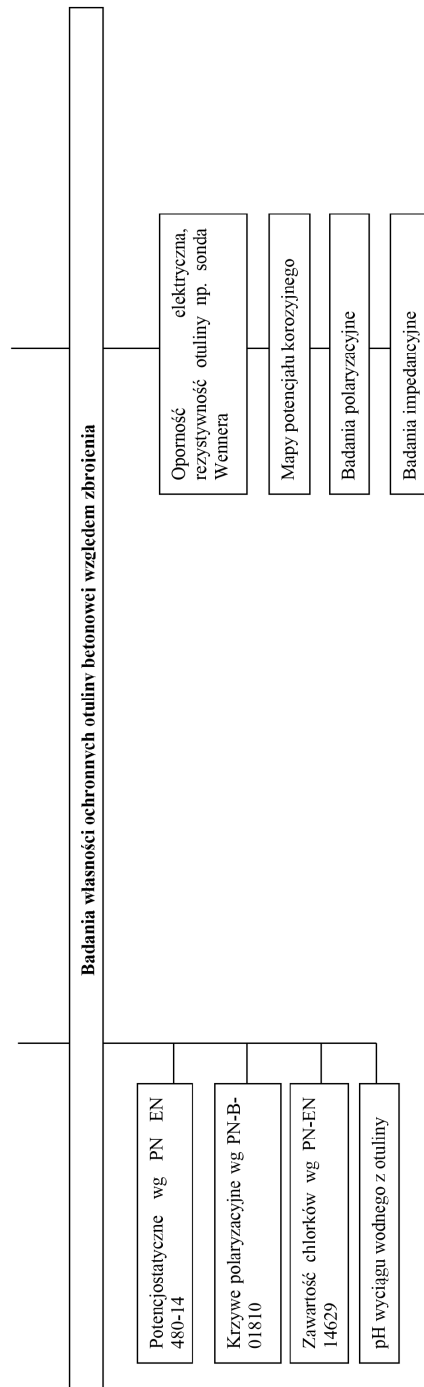 Badania własności ochronnych otuliny betonowej względem zbrojenia
Potencjostatyczne wg PN EN
480-14
Krzywe polaryzacyjne wg PN-B-
01810
Zawartość chlorków wg PN-EN
14629
pH wyciągu wodnego z otuliny
Oporność elektryczna,
rezystywność otuliny np. sonda
Wennera
Mapy potencjału korozyjnego
Badania polaryzacyjne
Badania impedancyjne